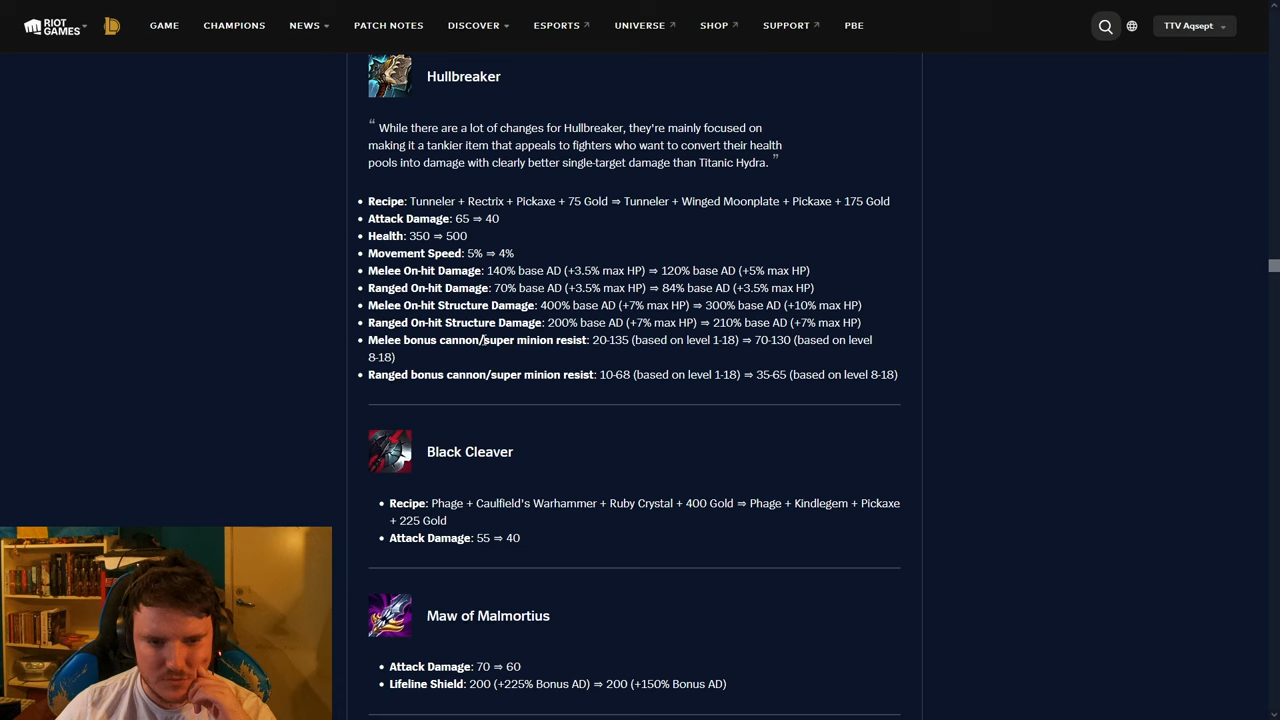 RIOT GAMES
GAME
CHAMPIONS
NEWS
PATCH NOTES
DISCOVER
ESPORTS
UNIVERSE
SHOP
SUPPORT
PBE
TTV Aqsept
Hullbreaker
“ While there are a lot of changes for Hullbreaker, they're mainly focused on
making it a tankier item that appeals to fighters who want to convert their health
pools into damage with clearly better single-target damage than Titanic Hydra. ”
• Recipe: Tunneler + Rectrix + Pickaxe + 75 Gold ⇒ Tunneler + Winged Moonplate + Pickaxe + 175 Gold
• Attack Damage: 65 ⇒ 40
• Health: 350 ⇒ 500
• Movement Speed: 5% ⇒ 4%
• Melee On-hit Damage: 140% base AD (+3.5% max HP) ⇒ 120% base AD (+5% max HP)
• Ranged On-hit Damage: 70% base AD (+3.5% max HP) ⇒ 84% base AD (+3.5% max HP)
• Melee On-hit Structure Damage: 400% base AD (+7% max HP) ⇒ 300% base AD (+10% max HP)
• Ranged On-hit Structure Damage: 200% base AD (+7% max HP) ⇒ 210% base AD (+7% max HP)
• Melee bonus cannon/super minion resist: 20-135 (based on level 1-18) ⇒ 70-130 (based on level
8-18)
• Ranged bonus cannon/super minion resist: 10-68 (based on level 1-18) ⇒ 35-65 (based on level 8-18)
Black Cleaver
• Recipe: Phage + Caulfield's Warhammer + Ruby Crystal + 400 Gold ⇒ Phage + Kindlegem + Pickaxe
+ 225 Gold
• Attack Damage: 55 ⇒ 40
Maw of Malmortius
• Attack Damage: 70 ⇒ 60
• Lifeline Shield: 200 (+225% Bonus AD) ⇒ 200 (+150% Bonus AD)